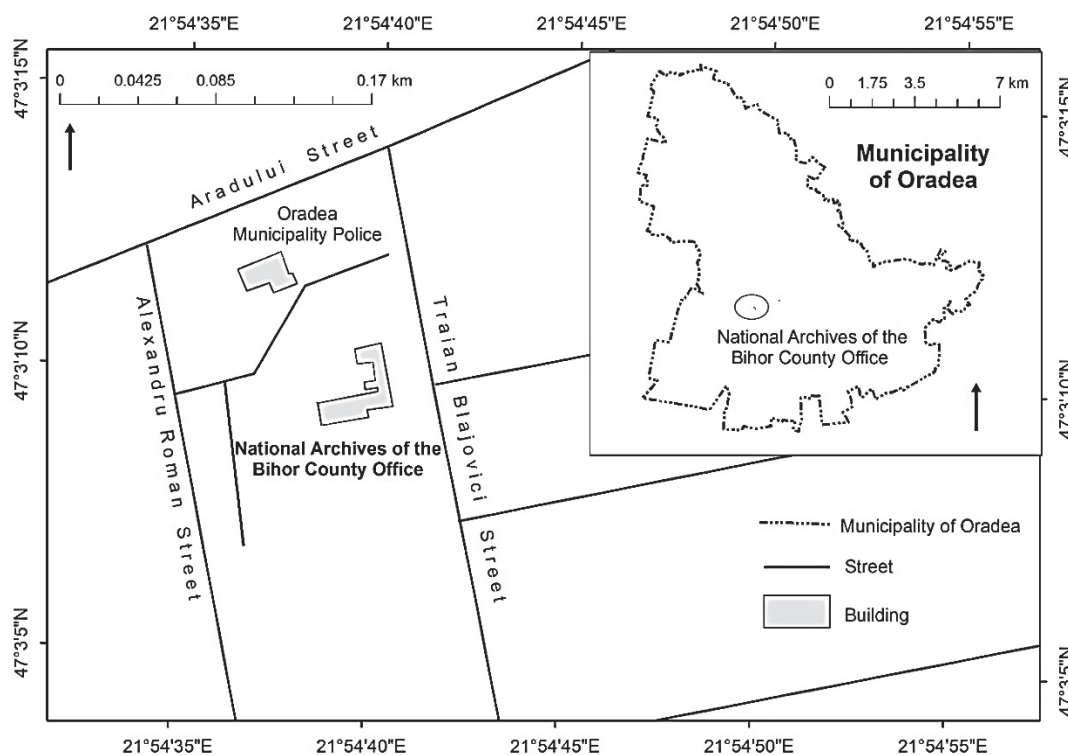 21°54'35"E
21°54'40"E
21°54'45"E
21°54'50"E
21°54'55"E
47°3'15"N
47°3'10"N
47°3'5"N
0 0.0425 0.085 0.17 km
Aradului Street
Oradea
Municipality Police
Alexandru Roman Street
Traian Blajovici Street
National Archives of the
Bihor County Office
0 1.75 3.5 7 km
Municipality
of Oradea
National Archives of the
Bihor County Office
Municipality of Oradea
Street
Building
47°3'15"N
47°3'10"N
47°3'5"N
21°54'35"E
21°54'40"E
21°54'45"E
21°54'50"E
21°54'55"E